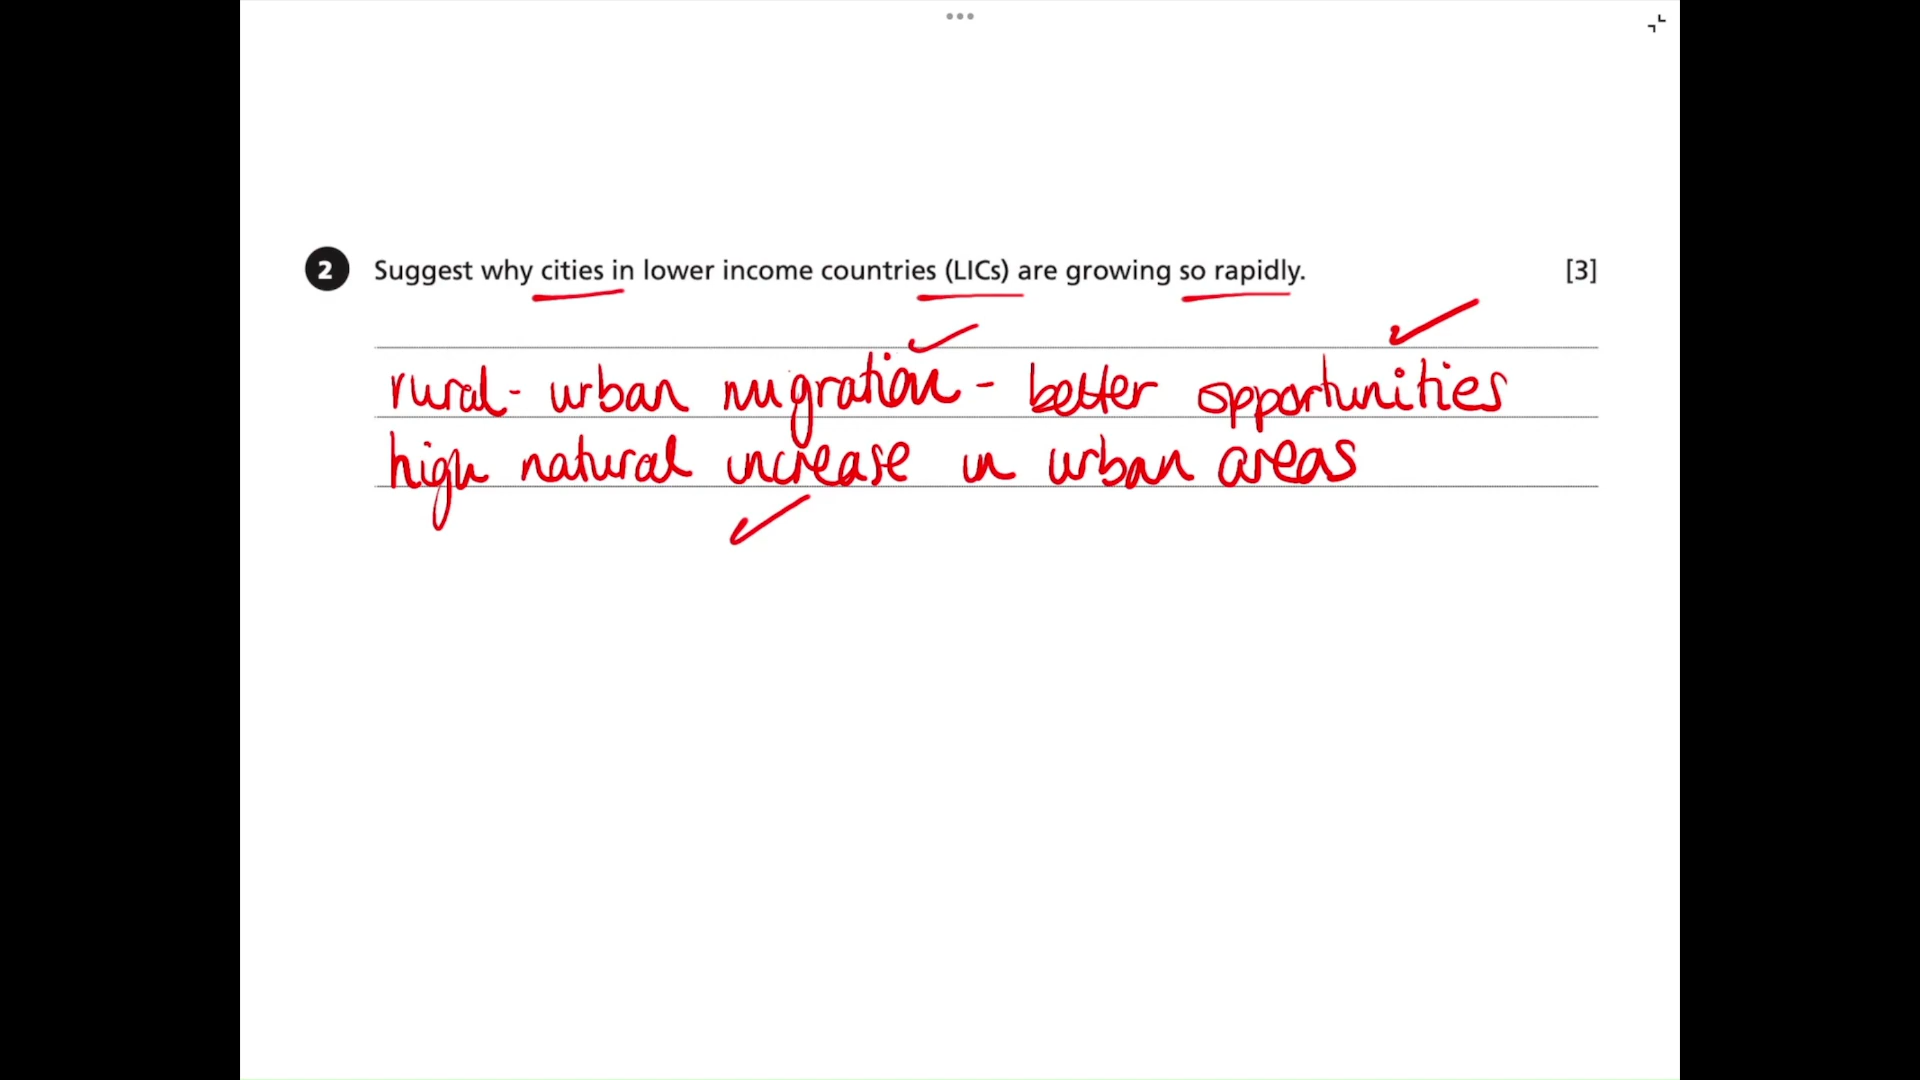 2 Suggest why cities in lower income countries (LICs) are growing so rapidly. [3]
rural-urban migration - better opportunities
high natural increase in urban areas